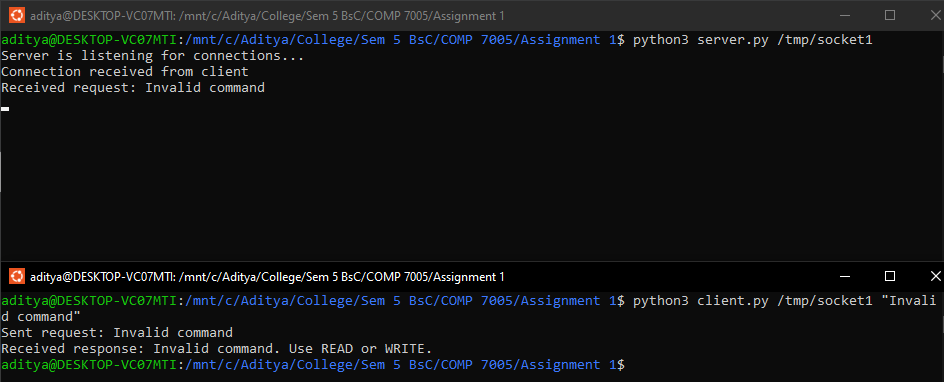 aditya@DESKTOP-VC07MTI: /mnt/c/Aditya/College/Sem 5 BsC/COMP 7005/Assignment 1
aditya@DESKTOP-VC07MTI:/mnt/c/Aditya/College/Sem 5 BsC/COMP 7005/Assignment 1$ python3 server.py /tmp/socket1
Server is listening for connections...
Connection received from client
Received request: Invalid command
aditya@DESKTOP-VC07MTI: /mnt/c/Aditya/College/Sem 5 BsC/COMP 7005/Assignment 1
aditya@DESKTOP-VC07MTI:/mnt/c/Aditya/College/Sem 5 BsC/COMP 7005/Assignment 1$ python3 client.py /tmp/socket1 "Invali
d command"
Sent request: Invalid command
Received response: Invalid command. Use READ or WRITE.
aditya@DESKTOP-VC07MTI:/mnt/c/Aditya/College/Sem 5 BsC/COMP 7005/Assignment 1$